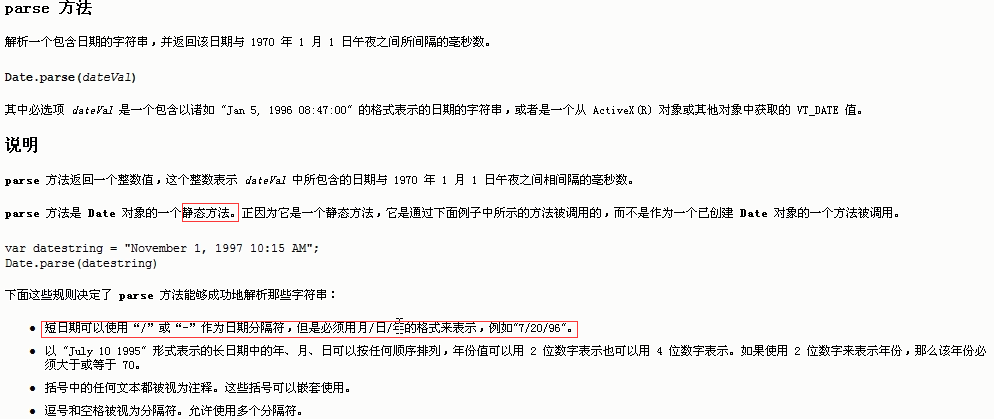 parse 方法
解析一个包含日期的字符串,并返回该日期与 1970 年 1 月 1 日午夜之间所间隔的毫秒数。
Date.parse(dateVal)
其中必选项 dateVal 是一个包含以诸如 "Jan 5, 1996 08:47:00" 的格式表示的日期的字符串,或者是一个从 ActiveX(R) 对象或其他对象中获取的 VT_DATE 值。
说明
parse 方法返回一个整数值,这个整数表示 dateVal 中所包含的日期与 1970 年 1 月 1 日午夜之间相间隔的毫秒数。
parse 方法是 Date 对象的一个静态方法。正因为它是一个静态方法,它是通过下面例子中所示的方法被调用的,而不是作为一个已创建 Date 对象的一个方法被调用。
var datestring = "November 1, 1997 10:15 AM";
Date.parse(datestring)
下面这些规则决定了 parse 方法能够成功地解析那些字符串:
● 短日期可以使用“/”或“-”作为日期分隔符,但是必须用月/日/年的格式来表示,例如"7/20/96"。
● 以 "July 10 1995" 形式表示的长日期中的年、月、日可以按任何顺序排列,年份值可以用 2 位数字表示也可以用 4 位数字表示。如果使用 2 位数字来表示年份,那么该年份必
须大于或等于 70。
● 括号中的任何文本都被视为注释。这些括号可以嵌套使用。
● 逗号和空格被视为分隔符。允许使用多个分隔符。